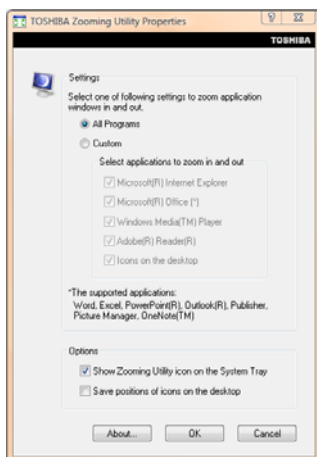 TOSHIBA Zooming Utility Properties
TOSHIBA
Settings
Select one of following settings to zoom application
windows in and out.
All Programs
Custom
Select applications to zoom in and out
Microsoft(R) Internet Explorer
Microsoft(R) Office (*)
Windows Media(TM) Player
Adobe(R) Reader(R)
Icons on the desktop
*The supported applications:
Word, Excel, PowerPoint(R), Outlook(R), Publisher,
Picture Manager, OneNote(TM)
Options
Show Zooming Utility icon on the System Tray
Save positions of icons on the desktop
About... OK Cancel